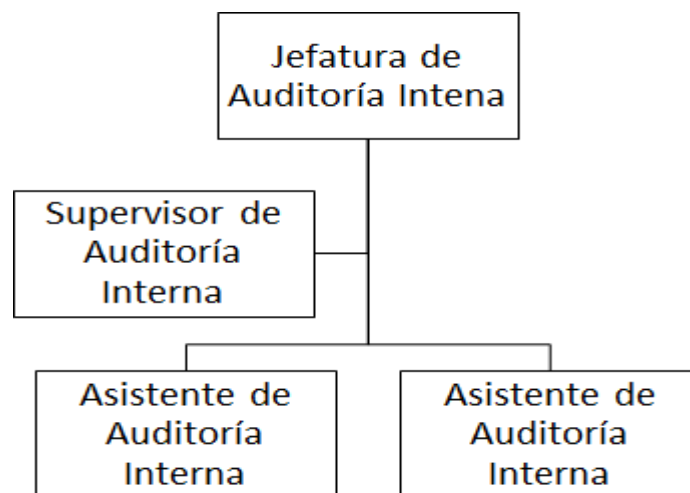 Jefatura de
Auditoría Intena
Supervisor de
Auditoría
Interna
Asistente de
Auditoría
Interna
Asistente de
Auditoría
Interna